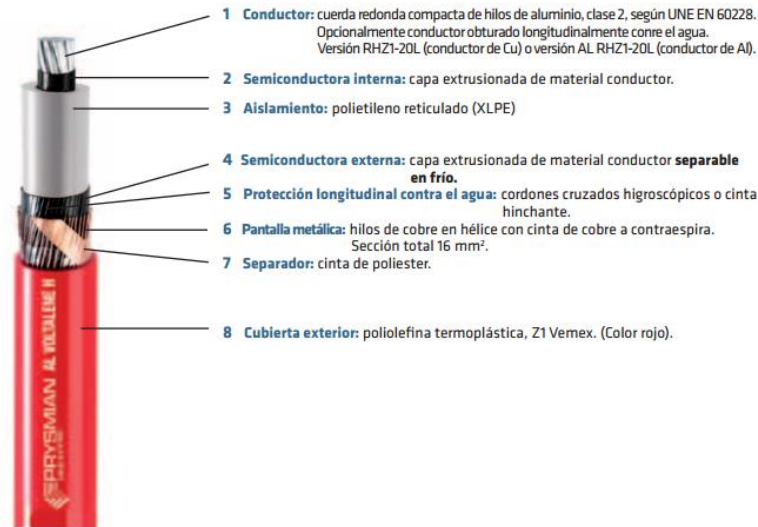 1 Conductor: cuerda redonda compacta de hilos de aluminio, clase 2, según UNE EN 60228.
Opcionalmente conductor obturado longitudinalmente conre el agua.
Versión RHZ1-20L (conductor de Cu) o versión AL RHZ1-20L (conductor de Al).
2 Semiconductora interna: capa extrusionada de material conductor.
3 Aislamiento: polietileno reticulado (XLPE)
4 Semiconductora externa: capa extrusionada de material conductor separable
en frío.
5 Protección longitudinal contra el agua: cordones cruzados higroscópicos o cinta
hinchante.
6 Pantalla metálica: hilos de cobre en hélice con cinta de cobre a contraespira.
Sección total 16 mm².
7 Separador: cinta de poliester.
8 Cubierta exterior: poliolefina termoplástica, Z1 Vemex. (Color rojo).
PRYSMIAN AL VOLTALENE H